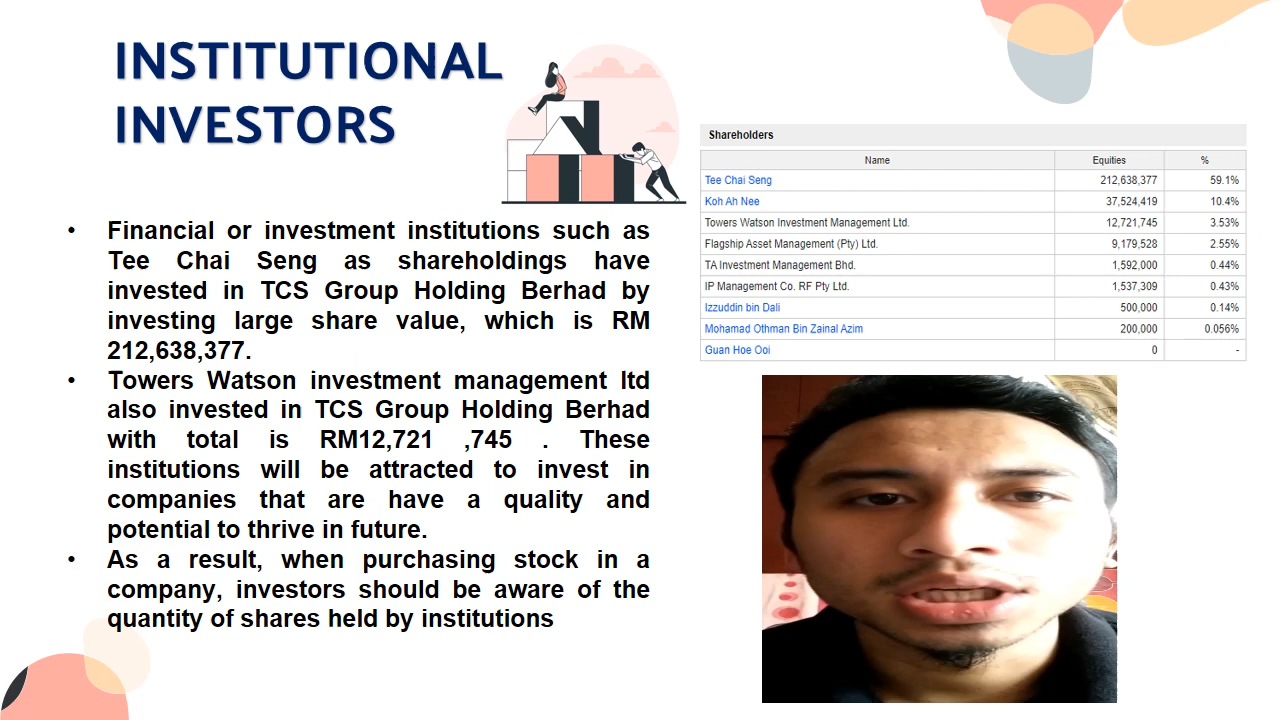 INSTITUTIONAL
INVESTORS
• Financial or investment institutions such as
Tee Chai Seng as shareholdings have
invested in TCS Group Holding Berhad by
investing large share value, which is RM
212,638,377.
• Towers Watson investment management ltd
also invested in TCS Group Holding Berhad
with total is RM12,721 ,745 . These
institutions will be attracted to invest in
companies that are have a quality and
potential to thrive in future.
• As a result, when purchasing stock in a
company, investors should be aware of the
quantity of shares held by institutions
Shareholders
Name Equities %
Tee Chai Seng 212,638,377 59.1%
Koh Ah Nee 37,524,419 10.4%
Towers Watson Investment Management Ltd. 12,721,745 3.53%
Flagship Asset Management (Pty) Ltd. 9,179,528 2.55%
TA Investment Management Bhd. 1,592,000 0.44%
IP Management Co. RF Pty Ltd. 1,537,309 0.43%
Izzuddin bin Dali 500,000 0.14%
Mohamad Othman Bin Zainal Azim 200,000 0.056%
Guan Hoe Ooi 0 -